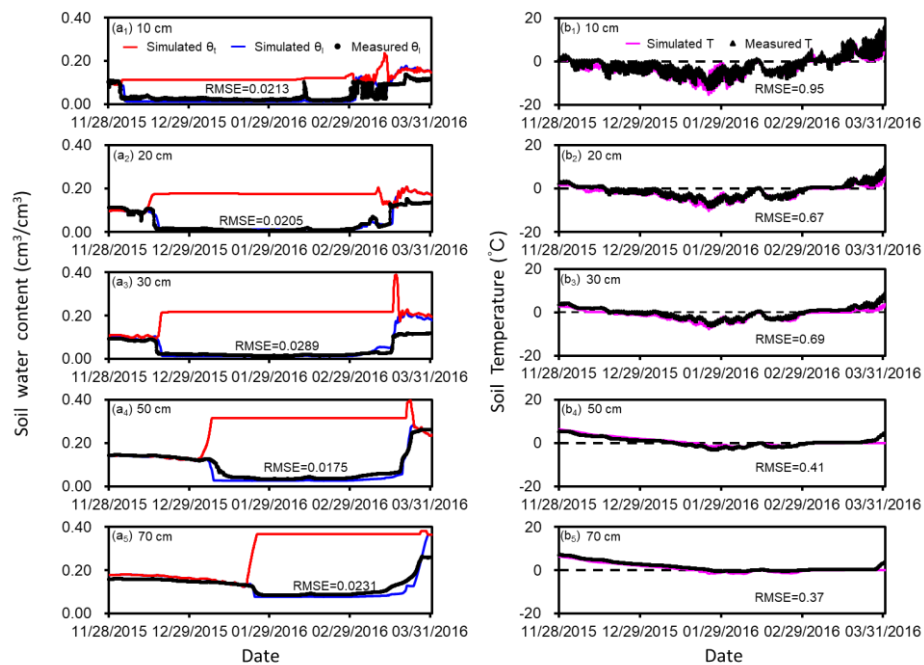 Soil water content (cm³/cm³)
(a₁) 10 cm
Simulated θₜ Simulated θₗ Measured θₗ
RMSE=0.0213
0.40
0.20
0.00
11/28/2015 12/29/2015 01/29/2016 02/29/2016 03/31/2016
(a₂) 20 cm
RMSE=0.0205
0.40
0.20
0.00
11/28/2015 12/29/2015 01/29/2016 02/29/2016 03/31/2016
(a₃) 30 cm
RMSE=0.0289
0.40
0.20
0.00
11/28/2015 12/29/2015 01/29/2016 02/29/2016 03/31/2016
(a₄) 50 cm
RMSE=0.0175
0.40
0.20
0.00
11/28/2015 12/29/2015 01/29/2016 02/29/2016 03/31/2016
(a₅) 70 cm
RMSE=0.0231
0.40
0.20
0.00
11/28/2015 12/29/2015 01/29/2016 02/29/2016 03/31/2016
Date
Soil Temperature (℃)
(b₁) 10 cm
Simulated T Measured T
RMSE=0.95
20
0
-20
11/28/2015 12/29/2015 01/29/2016 02/29/2016 03/31/2016
(b₂) 20 cm
RMSE=0.67
20
0
-20
11/28/2015 12/29/2015 01/29/2016 02/29/2016 03/31/2016
(b₃) 30 cm
RMSE=0.69
20
0
-20
11/28/2015 12/29/2015 01/29/2016 02/29/2016 03/31/2016
(b₄) 50 cm
RMSE=0.41
20
0
-20
11/28/2015 12/29/2015 01/29/2016 02/29/2016 03/31/2016
(b₅) 70 cm
RMSE=0.37
20
0
-20
11/28/2015 12/29/2015 01/29/2016 02/29/2016 03/31/2016
Date